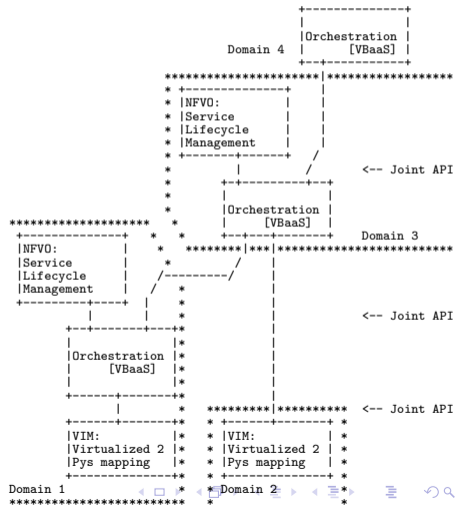 Orchestration
[VBaaS]
Domain 4
NFVO:
Service
Lifecycle
Management
<-- Joint API
Orchestration
[VBaaS]
Domain 3
NFVO:
Service
Lifecycle
Management
<-- Joint API
Orchestration
[VBaaS]
<-- Joint API
VIM:
Virtualized 2
Pys mapping
VIM:
Virtualized 2
Pys mapping
Domain 1
Domain 2